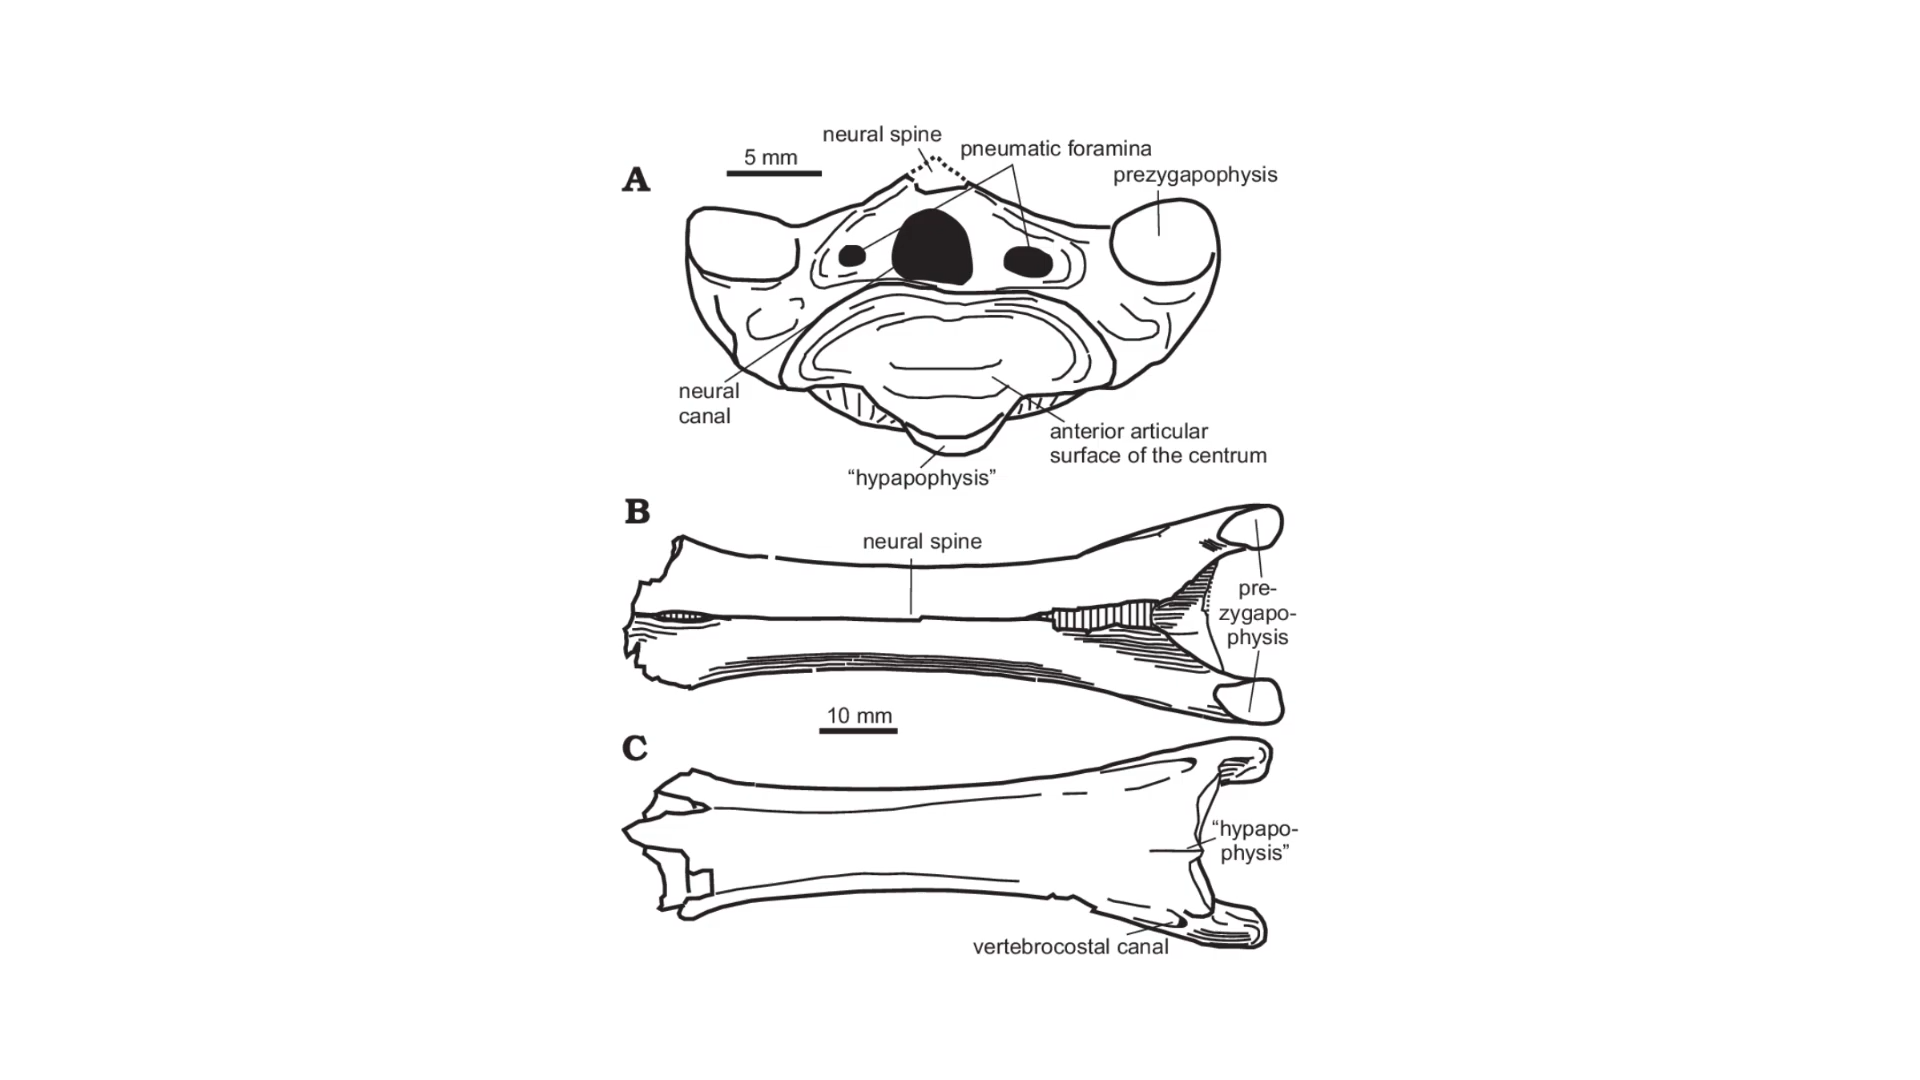 A
5 mm
neural spine
pneumatic foramina
prezygapophysis
neural
canal
anterior articular
surface of the centrum
“hypapophysis”
B
neural spine
pre-
zygapo-
physis
10 mm
C
“hypapo-
physis”
vertebrocostal canal